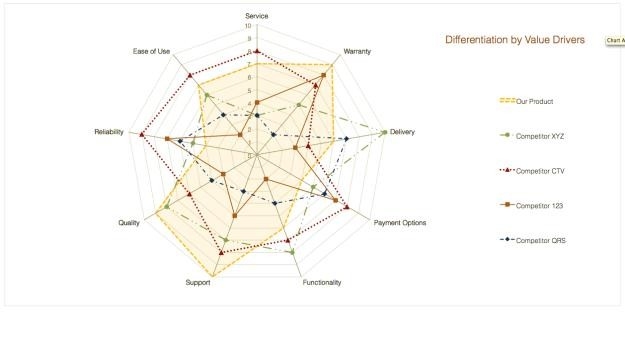 Service
10
9
8
7
6
5
4
3
2
1
0
Ease of Use
Warranty
Differentiation by Value Drivers
Chart A
Our Product
Reliability
Delivery
Competitor XYZ
Competitor CTV
Competitor 123
Quality
Payment Options
Competitor QRS
Support
Functionality